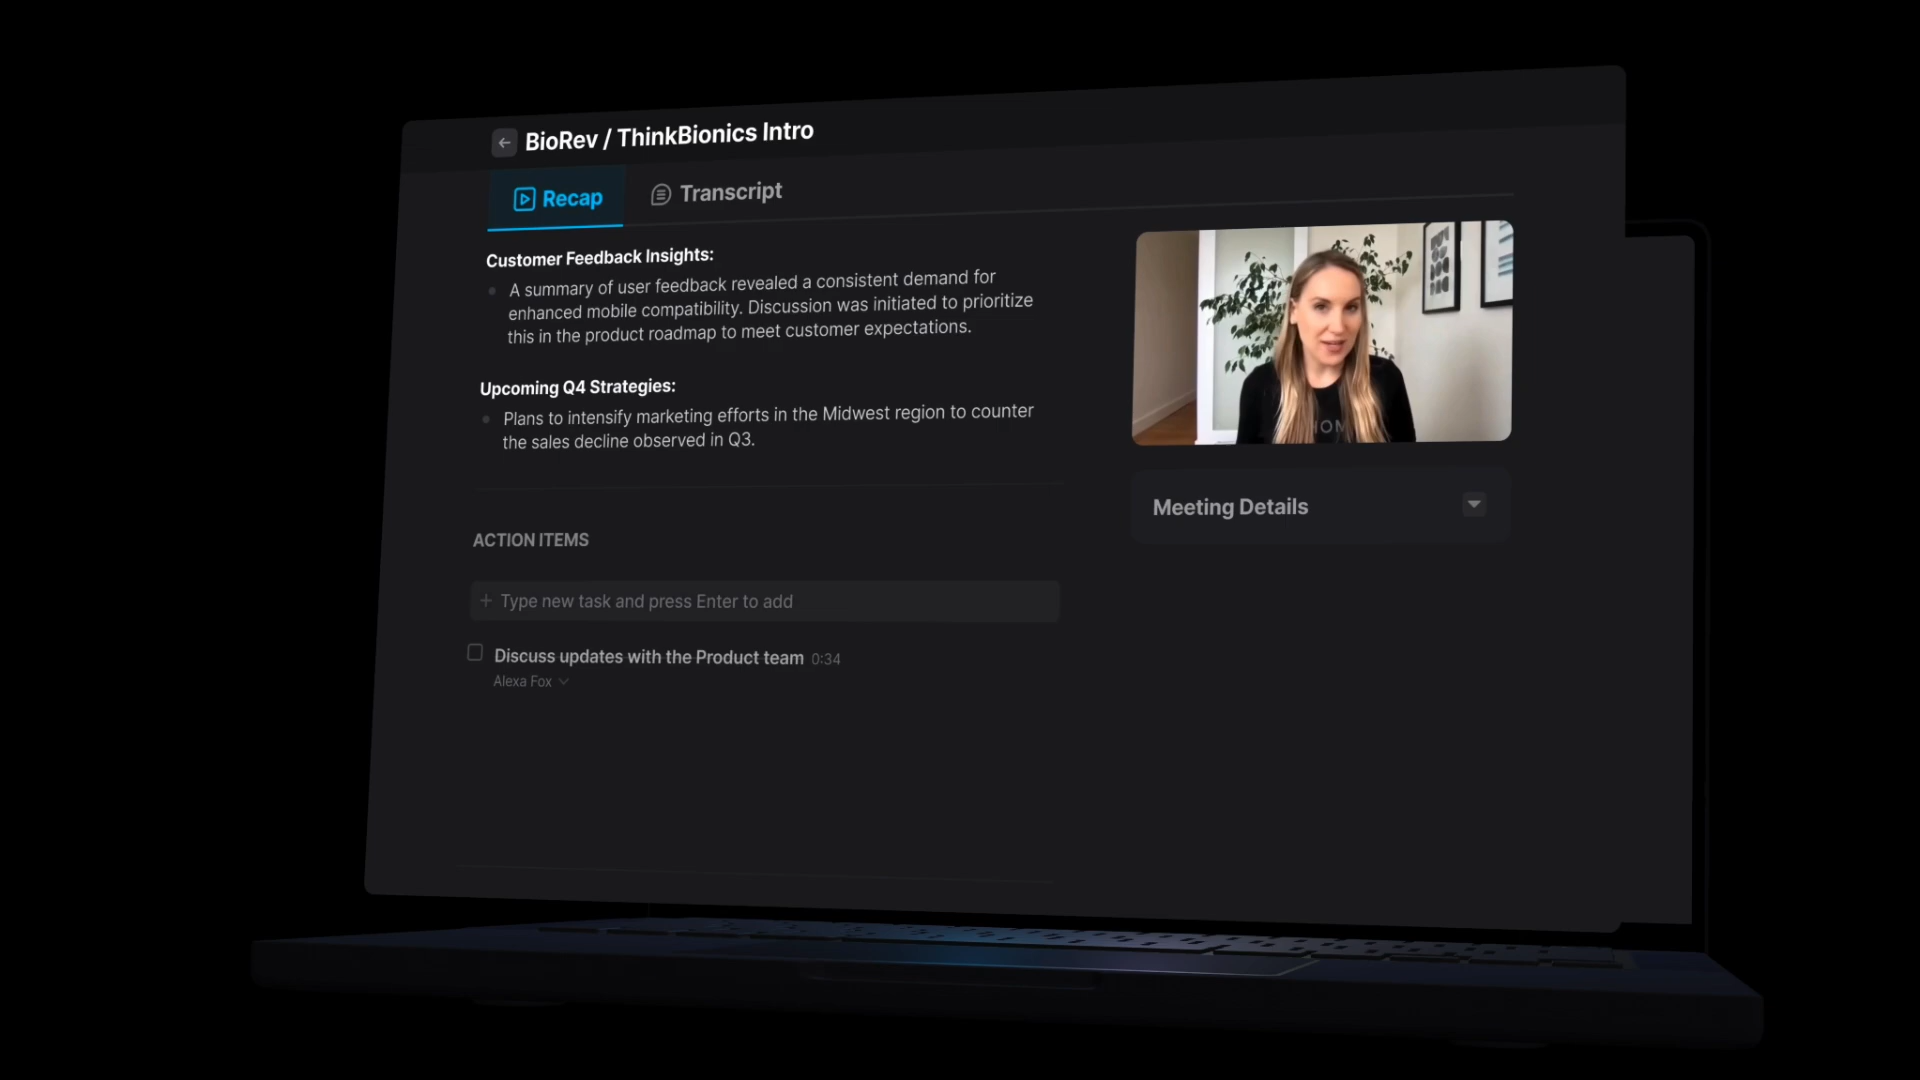 BioRev / ThinkBionics Intro
Recap
Transcript
Customer Feedback Insights:
A summary of user feedback revealed a consistent demand for
enhanced mobile compatibility. Discussion was initiated to prioritize
this in the product roadmap to meet customer expectations.
Upcoming Q4 Strategies:
Plans to intensify marketing efforts in the Midwest region to counter
the sales decline observed in Q3.
Meeting Details
ACTION ITEMS
+ Type new task and press Enter to add
Discuss updates with the Product team 0:34
Alexa Fox